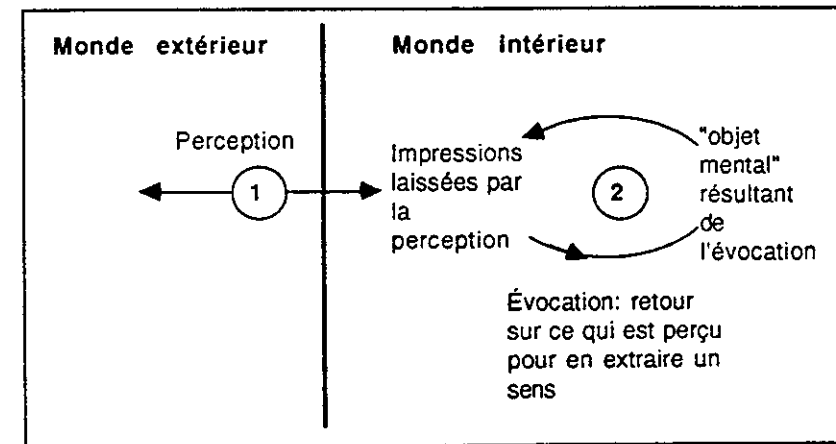 Monde extérieur
Monde intérieur
Perception
1
Impressions
laissées par
la
perception
2
"objet
mental"
résultant
de
l'évocation
Évocation: retour
sur ce qui est perçu
pour en extraire un
sens